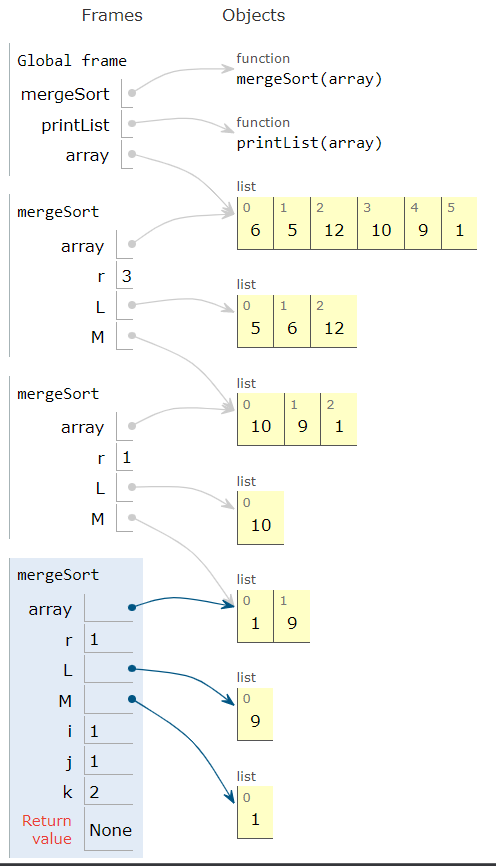 Frames Objects
Global frame
mergeSort
printList
array
function
mergeSort(array)
function
printList(array)
list
0 1 2 3 4 5
6 5 12 10 9 1
mergeSort
array
r 3
L
M
list
0 1 2
5 6 12
mergeSort
array
r 1
L
M
list
0 1 2
10 9 1
list
0
10
mergeSort
array
r 1
L
M
i 1
j 1
k 2
Return
value None
list
0 1
1 9
list
0
9
list
0
1